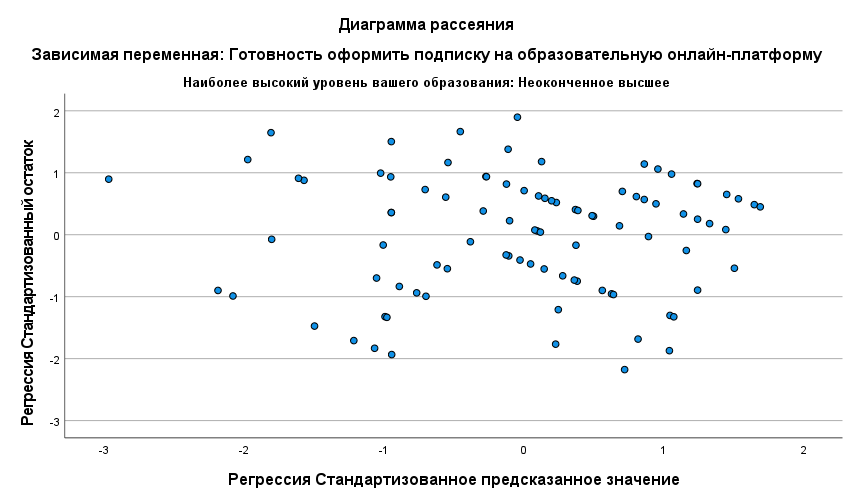 Диаграмма рассеяния
Зависимая переменная: Готовность оформить подписку на образовательную онлайн-платформу
Наиболее высокий уровень вашего образования: Неоконченное высшее
Регрессия Стандартизованный остаток
2
1
0
-1
-2
-3
-3
-2
-1
0
1
2
Регрессия Стандартизованное предсказанное значение